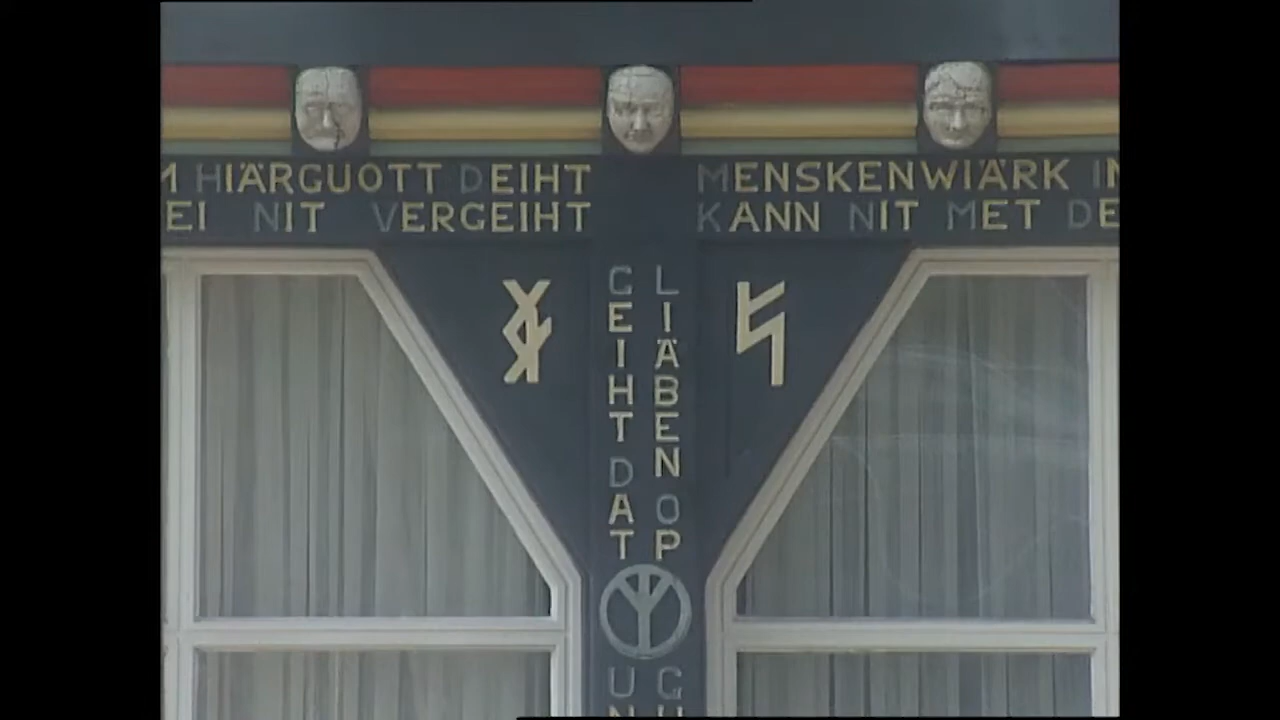 HIÄRGUOTT DEIHT MENSKENWIÄRK
NIT VERGEIHT KANN NIT MET
GEIHT DAT
LIÄBEN OP